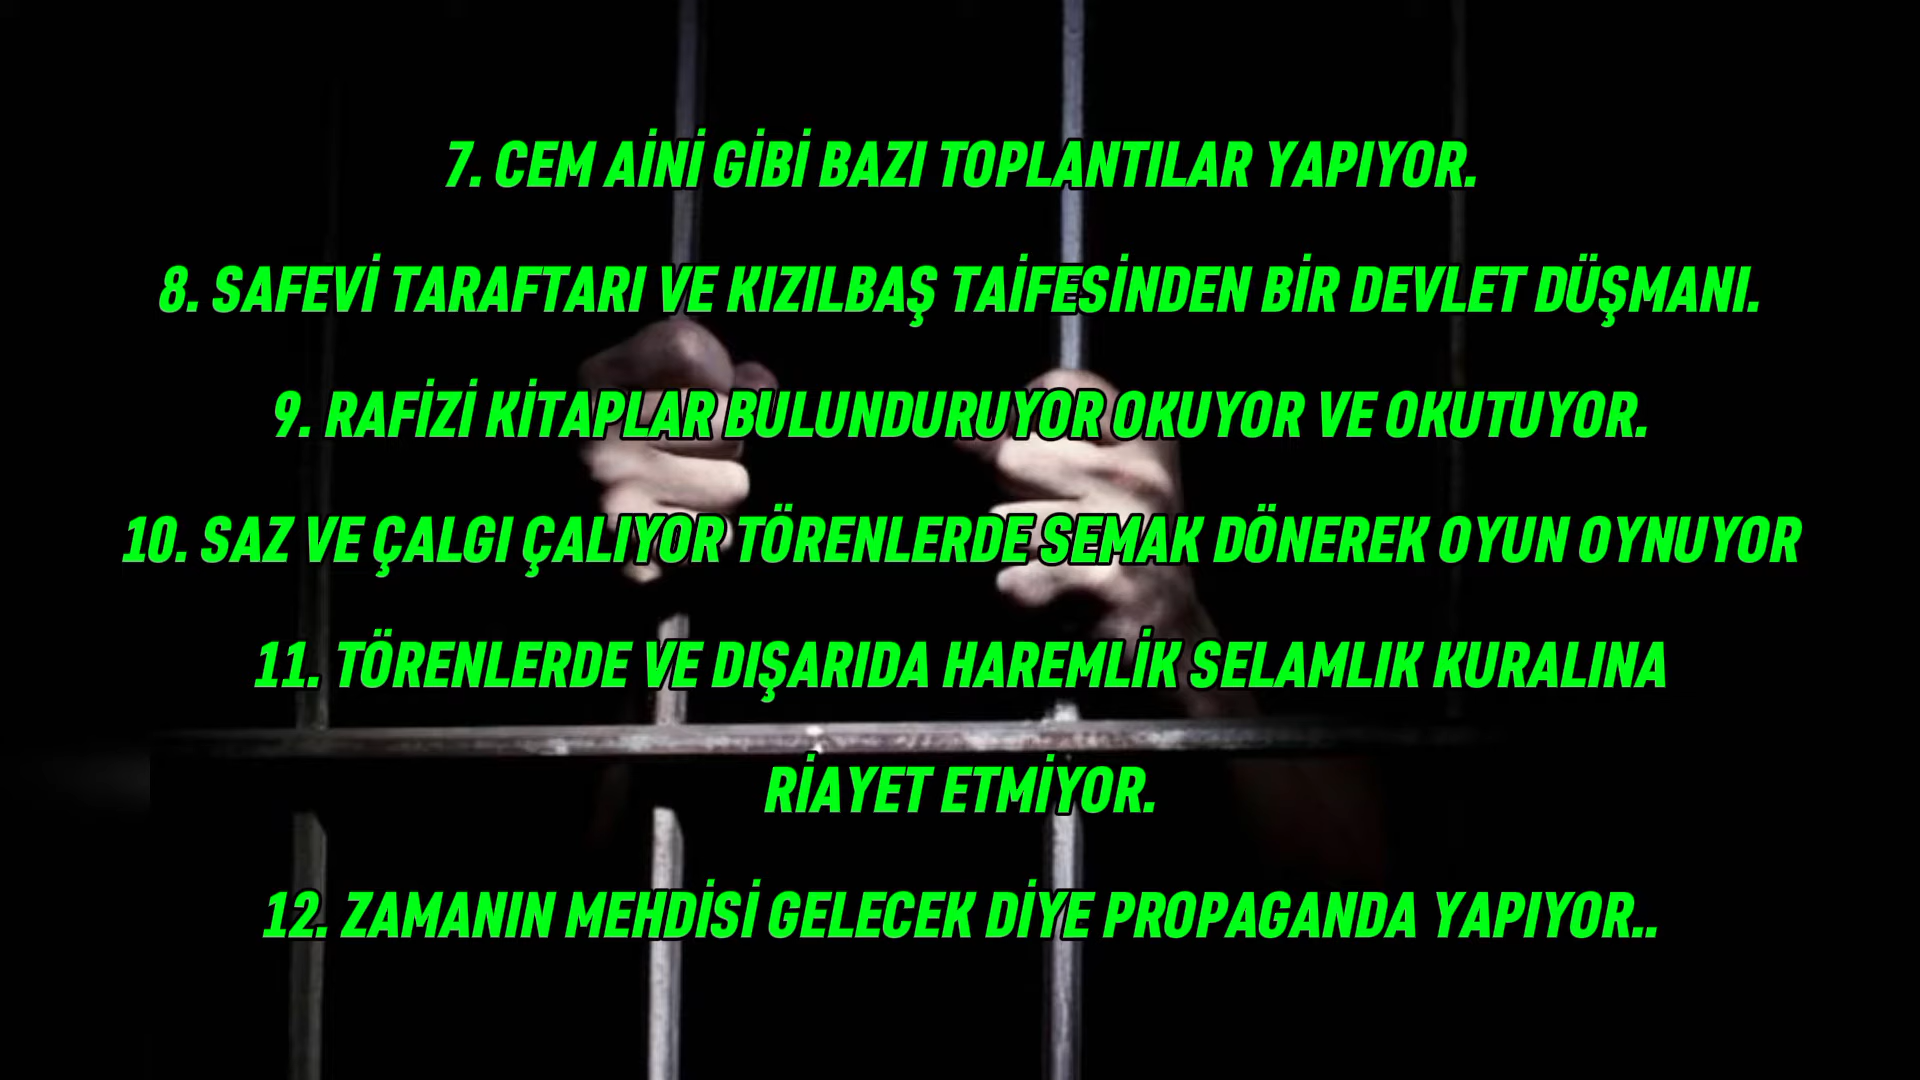 7. CEM AİNİ GİBİ BAZI TOPLANTILAR YAPIYOR.
8. SAFEVİ TARAFTARI VE KIZILBAŞ TAİFESİNDEN BİR DEVLET DÜŞMANI.
9. RAFİZİ KİTAPLAR BULUNDURUYOR OKUYOR VE OKUTUYOR.
10. SAZ VE ÇALGI ÇALIYOR TÖRENLERDE SEMAK DÖNEREK OYUN OYNUYOR
11. TÖRENLERDE VE DIŞARIDA HAREMLİK SELAMLIK KURALINA
RİAYET ETMİYOR.
12. ZAMANIN MEHDİSİ GELECEK DİYE PROPAGANDA YAPIYOR..